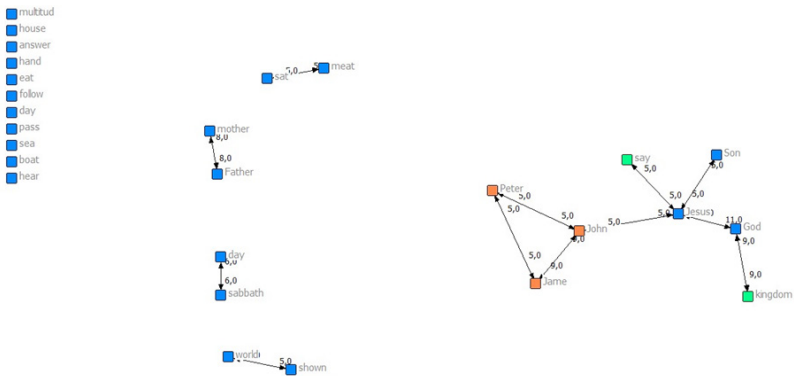 multitud
house
answer
hand
eat
follow
day
pass
sea
boat
hear
sat
5,0
meat
mother
8,0
8,0
Father
day
6,0
6,0
sabbath
world
5,0
shown
Peter
5,0
5,0
5,0
John
5,0
9,0
5,0
Jame
say
5,0
Son
5,0
5,0
5,0
5,0
Jesus
11,0
God
9,0
9,0
kingdom